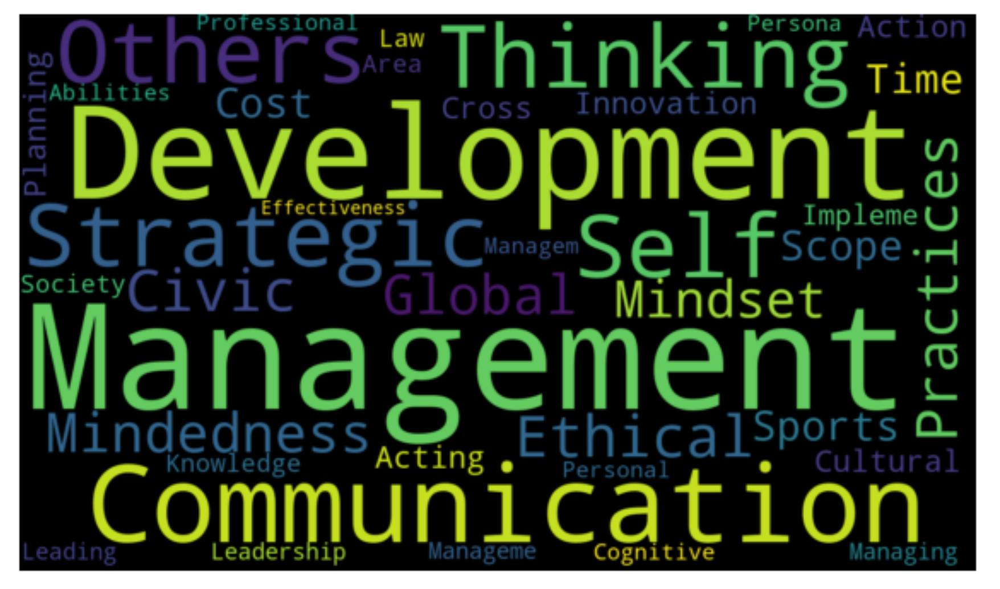 Professional
Others
Law
Area
Thinking
Persona
Action
Time
Planning
Abilities
Cost
Cross
Innovation
Development
Practices
Effectiveness
Strategic
Managem
Self
Impleme
Scope
Society
Civic
Global
Mindset
Management
Mindedness
Ethical
Sports
Knowledge
Acting
Personal
Cultural
Communication
Leading
Leadership
Manageme
Cognitive
Managing